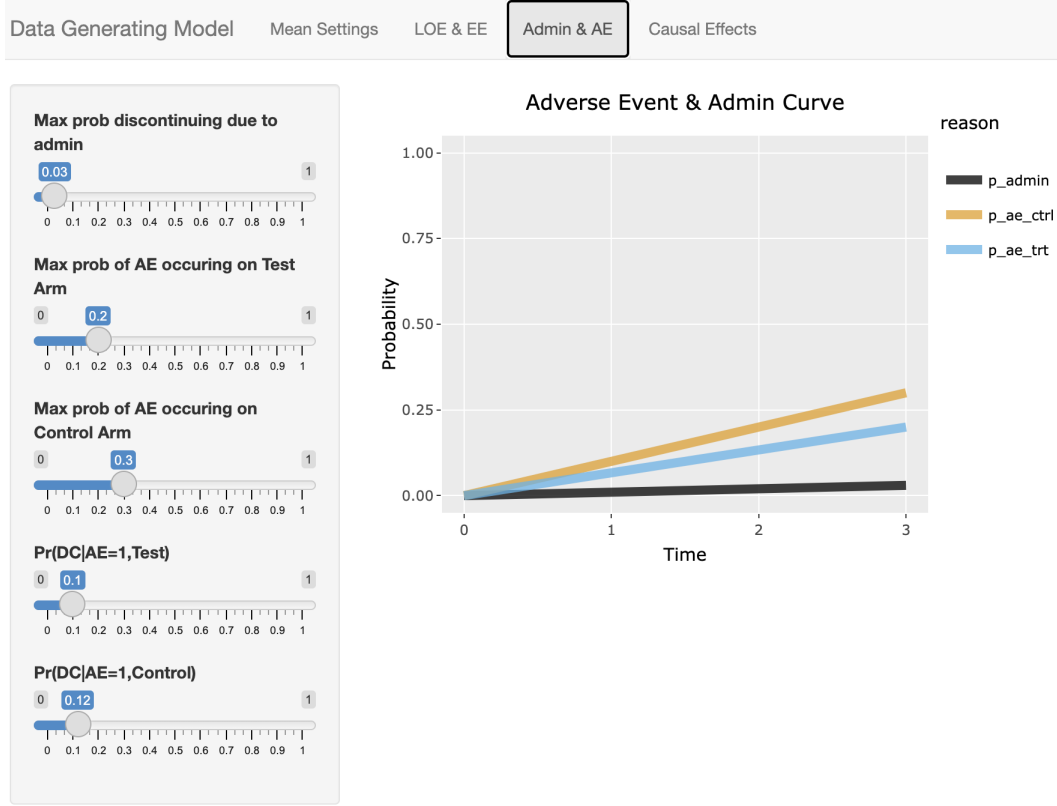 Data Generating Model Mean Settings LOE & EE Admin & AE Causal Effects
Max prob discontinuing due to
admin
0.03 1
0 0.1 0.2 0.3 0.4 0.5 0.6 0.7 0.8 0.9 1
Max prob of AE occuring on Test
Arm
0 0.2 1
0 0.1 0.2 0.3 0.4 0.5 0.6 0.7 0.8 0.9 1
Max prob of AE occuring on
Control Arm
0 0.3 1
0 0.1 0.2 0.3 0.4 0.5 0.6 0.7 0.8 0.9 1
Pr(DC|AE=1,Test)
0 0.1 1
0 0.1 0.2 0.3 0.4 0.5 0.6 0.7 0.8 0.9 1
Pr(DC|AE=1,Control)
0 0.12 1
0 0.1 0.2 0.3 0.4 0.5 0.6 0.7 0.8 0.9 1
Adverse Event & Admin Curve
Probability
1.00
0.75
0.50
0.25
0.00
0 1 2 3
Time
reason
p_admin
p_ae_ctrl
p_ae_trt